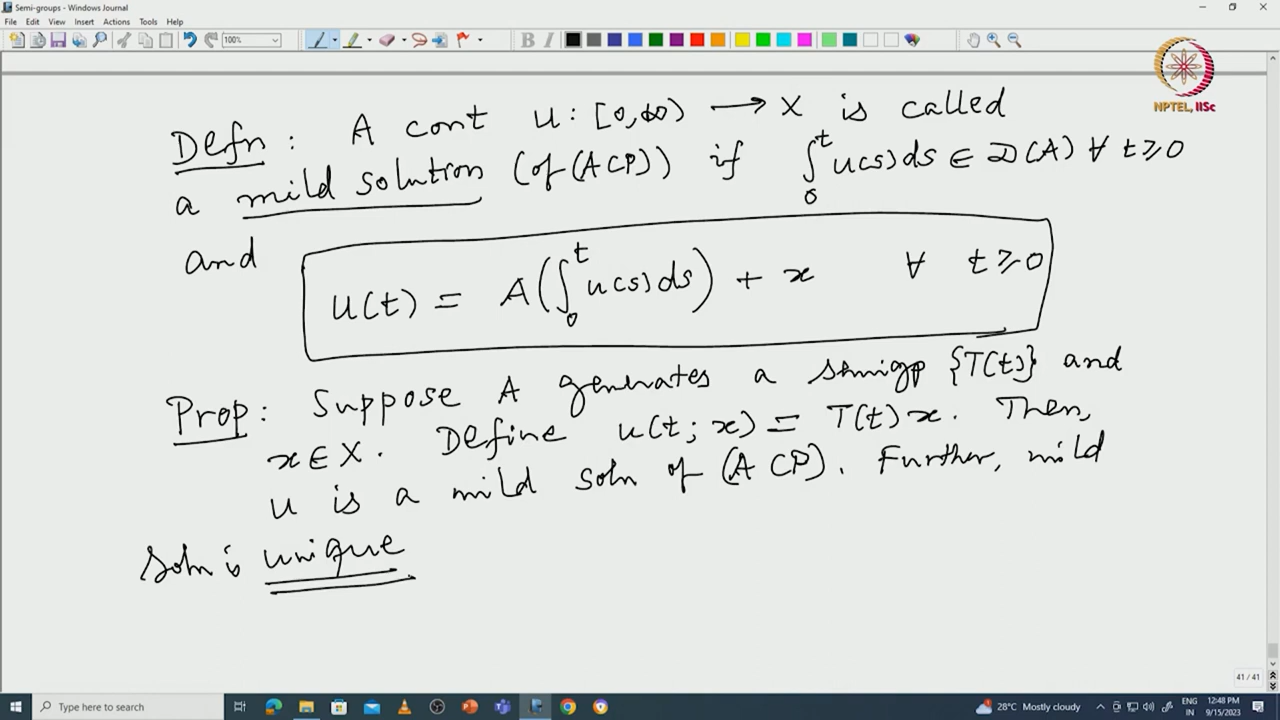 Semi-groups - Windows Journal
File Edit View Insert Actions Tools Help
100%
B I
NPTEL, IISc
Defn : A cont U : [0,∞) → X is called
a mild solution (of (ACP)) if ∫₀ᵗ u(s) ds ∈ D(A) ∀ t ≥ 0
and U(t) = A(∫₀ᵗ u(s) ds) + x ∀ t ≥ 0
Prop : Suppose A generates a semigp {T(t)} and
x ∈ X. Define u(t; x) = T(t) x. Then,
u is a mild soln of (A CP). Further, mild
soln is unique.
41 / 41
Type here to search
28°C Mostly cloudy
ENG
IN
12:48 PM
9/15/2023